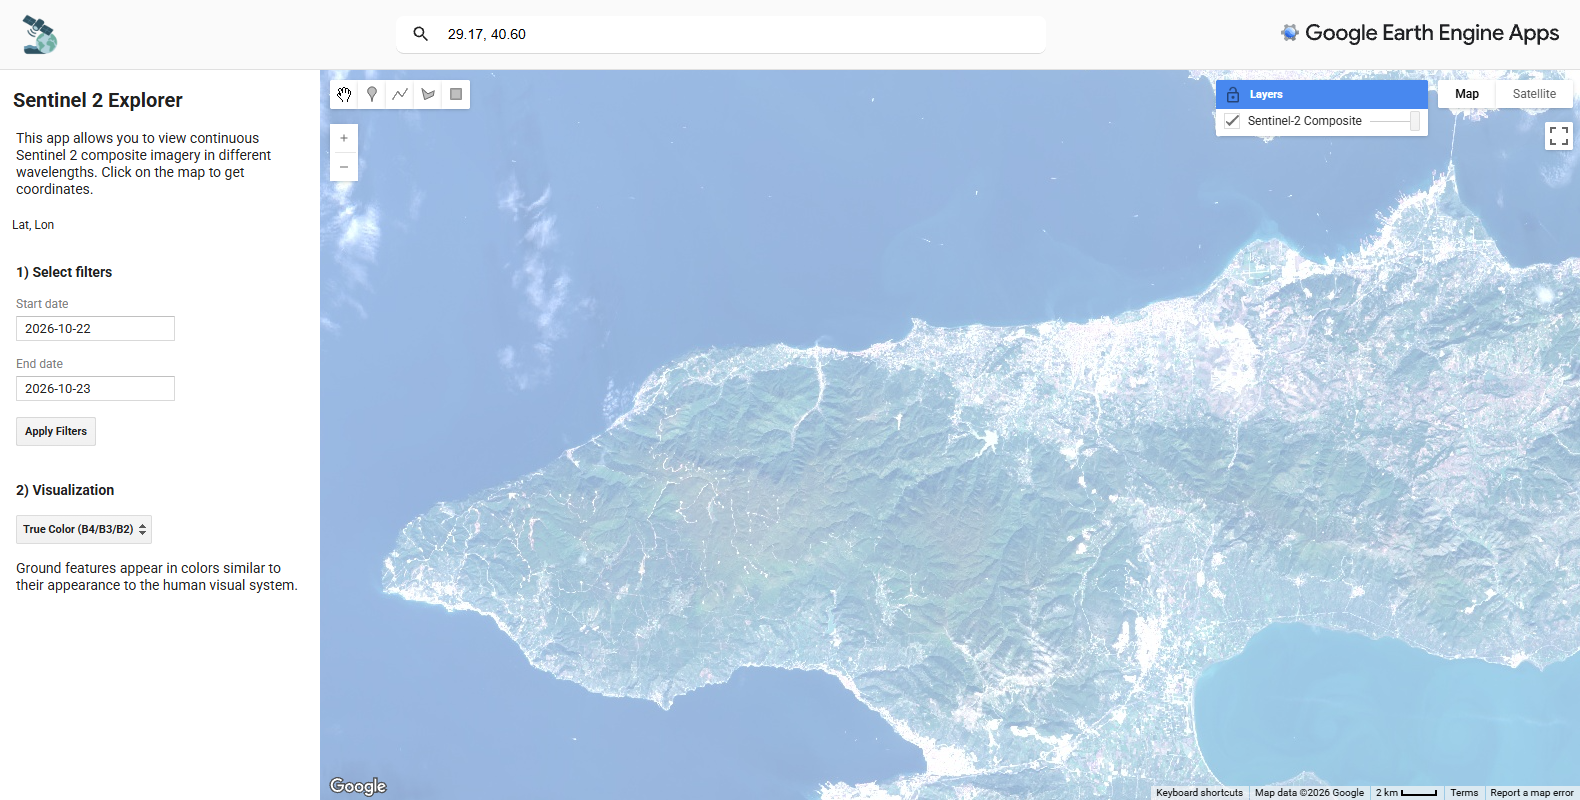 29.17, 40.60
Google Earth Engine Apps
Sentinel 2 Explorer
This app allows you to view continuous
Sentinel 2 composite imagery in different
wavelengths. Click on the map to get
coordinates.
Lat, Lon
1) Select filters
Start date
2026-10-22
End date
2026-10-23
Apply Filters
2) Visualization
True Color (B4/B3/B2)
Ground features appear in colors similar to
their appearance to the human visual system.
+
−
Layers
Sentinel-2 Composite
Map
Satellite
Google
Keyboard shortcuts
Map data ©2026 Google
2 km
Terms
Report a map error